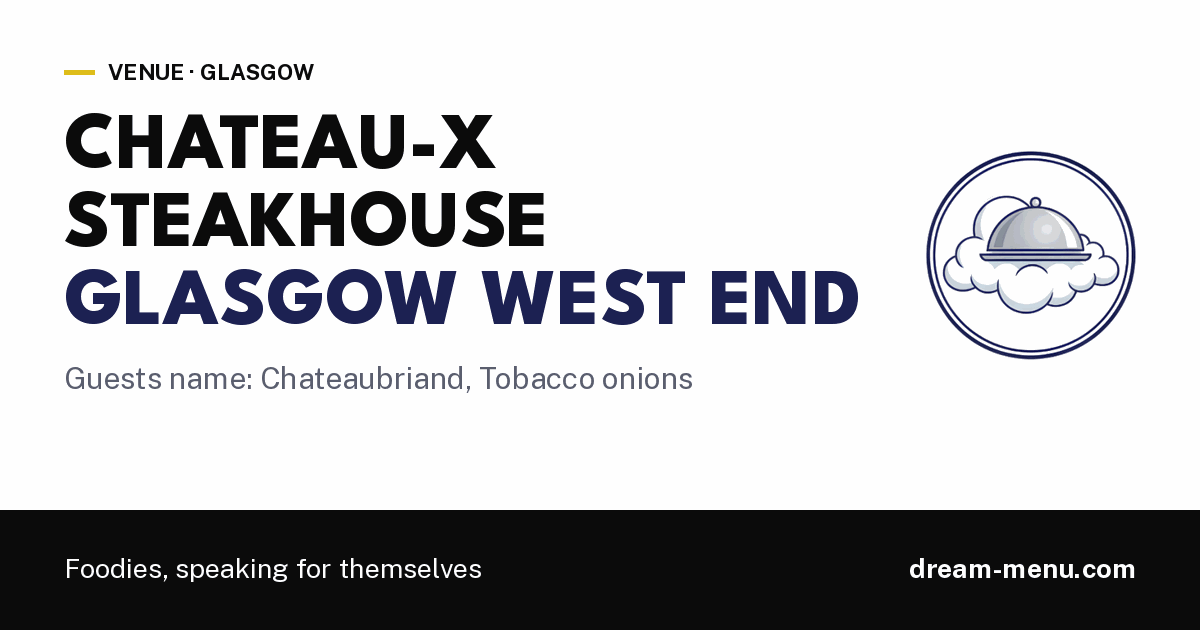 VENUE · GLASGOW
CHATEAU-X
STEAKHOUSE
GLASGOW WEST END
Guests name: Chateaubriand, Tobacco onions
Foodies, speaking for themselves
dream-menu.com